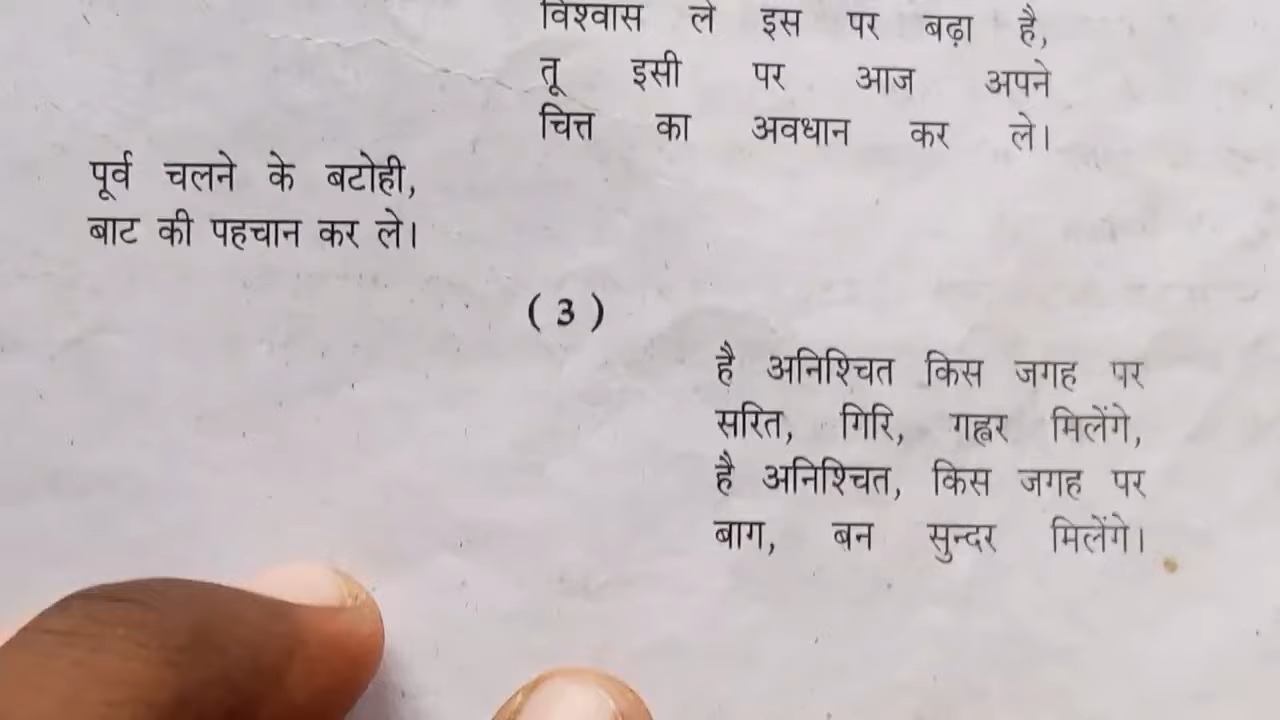 विश्वास ले इस पर बढ़ा है,
तू इसी पर आज अपने
चित्त का अवधान कर ले।
पूर्व चलने के बटोही,
बाट की पहचान कर ले।
( 3 )
है अनिश्चित किस जगह पर
सरित, गिरि, गह्वर मिलेंगे,
है अनिश्चित, किस जगह पर
बाग, बन सुन्दर मिलेंगे।